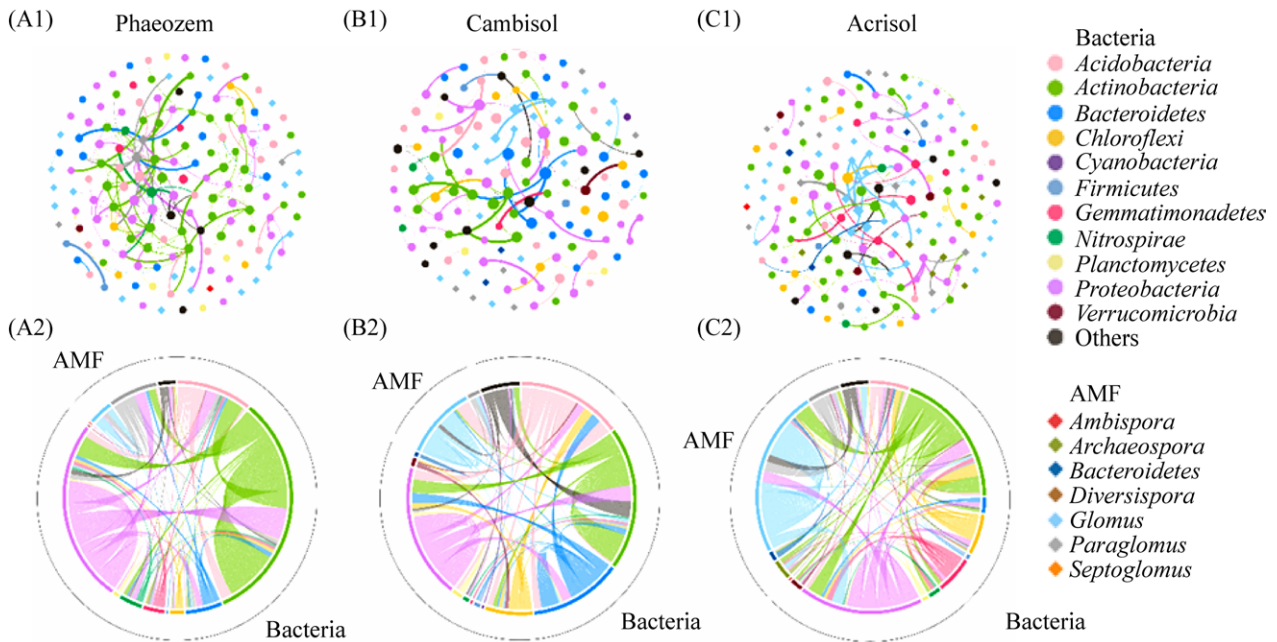 (A1)
Phaeozem
(B1)
Cambisol
(C1)
Acrisol
Bacteria
Acidobacteria
Actinobacteria
Bacteroidetes
Chloroflexi
Cyanobacteria
Firmicutes
Gemmatimonadetes
Nitrospirae
Planctomycetes
Proteobacteria
Verrucomicrobia
Others
(A2)
AMF
Bacteria
(B2)
AMF
Bacteria
(C2)
AMF
Bacteria
AMF
Ambispora
Archaeospora
Bacteroidetes
Diversispora
Glomus
Paraglomus
Septoglomus